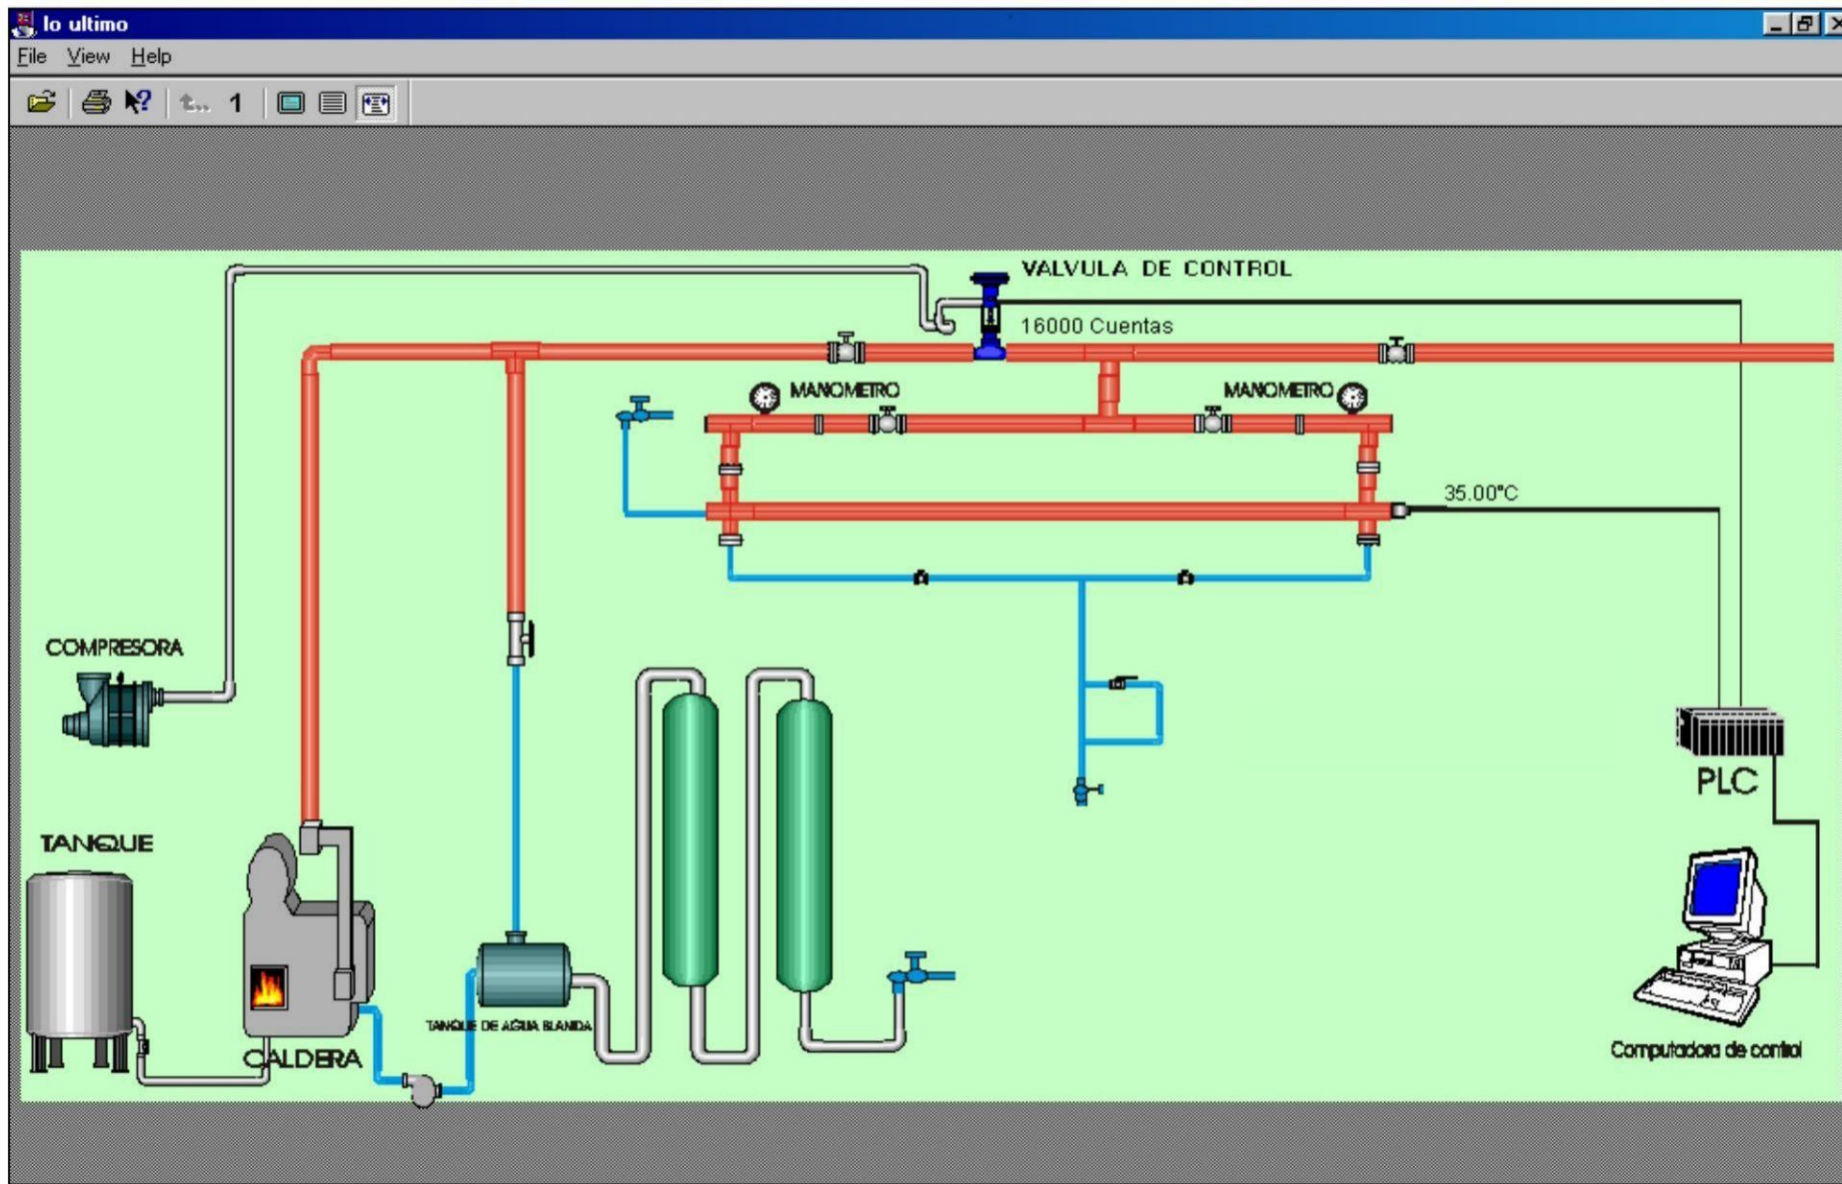 lo ultimo
File View Help
1
VALVULA DE CONTROL
16000 Cuentas
MANOMETRO
MANOMETRO
35.00°C
COMPRESORA
PLC
TANQUE
TANQUE DE AGUA BLANDA
CALDERA
Computadora de control